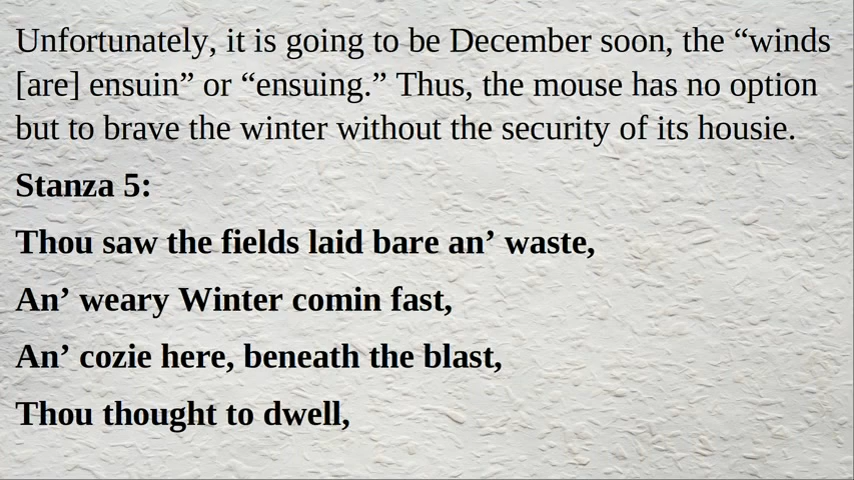 Unfortunately, it is going to be December soon, the “winds
[are] ensuin” or “ensuing.” Thus, the mouse has no option
but to brave the winter without the security of its housie.
Stanza 5:
Thou saw the fields laid bare an’ waste,
An’ weary Winter comin fast,
An’ cozie here, beneath the blast,
Thou thought to dwell,